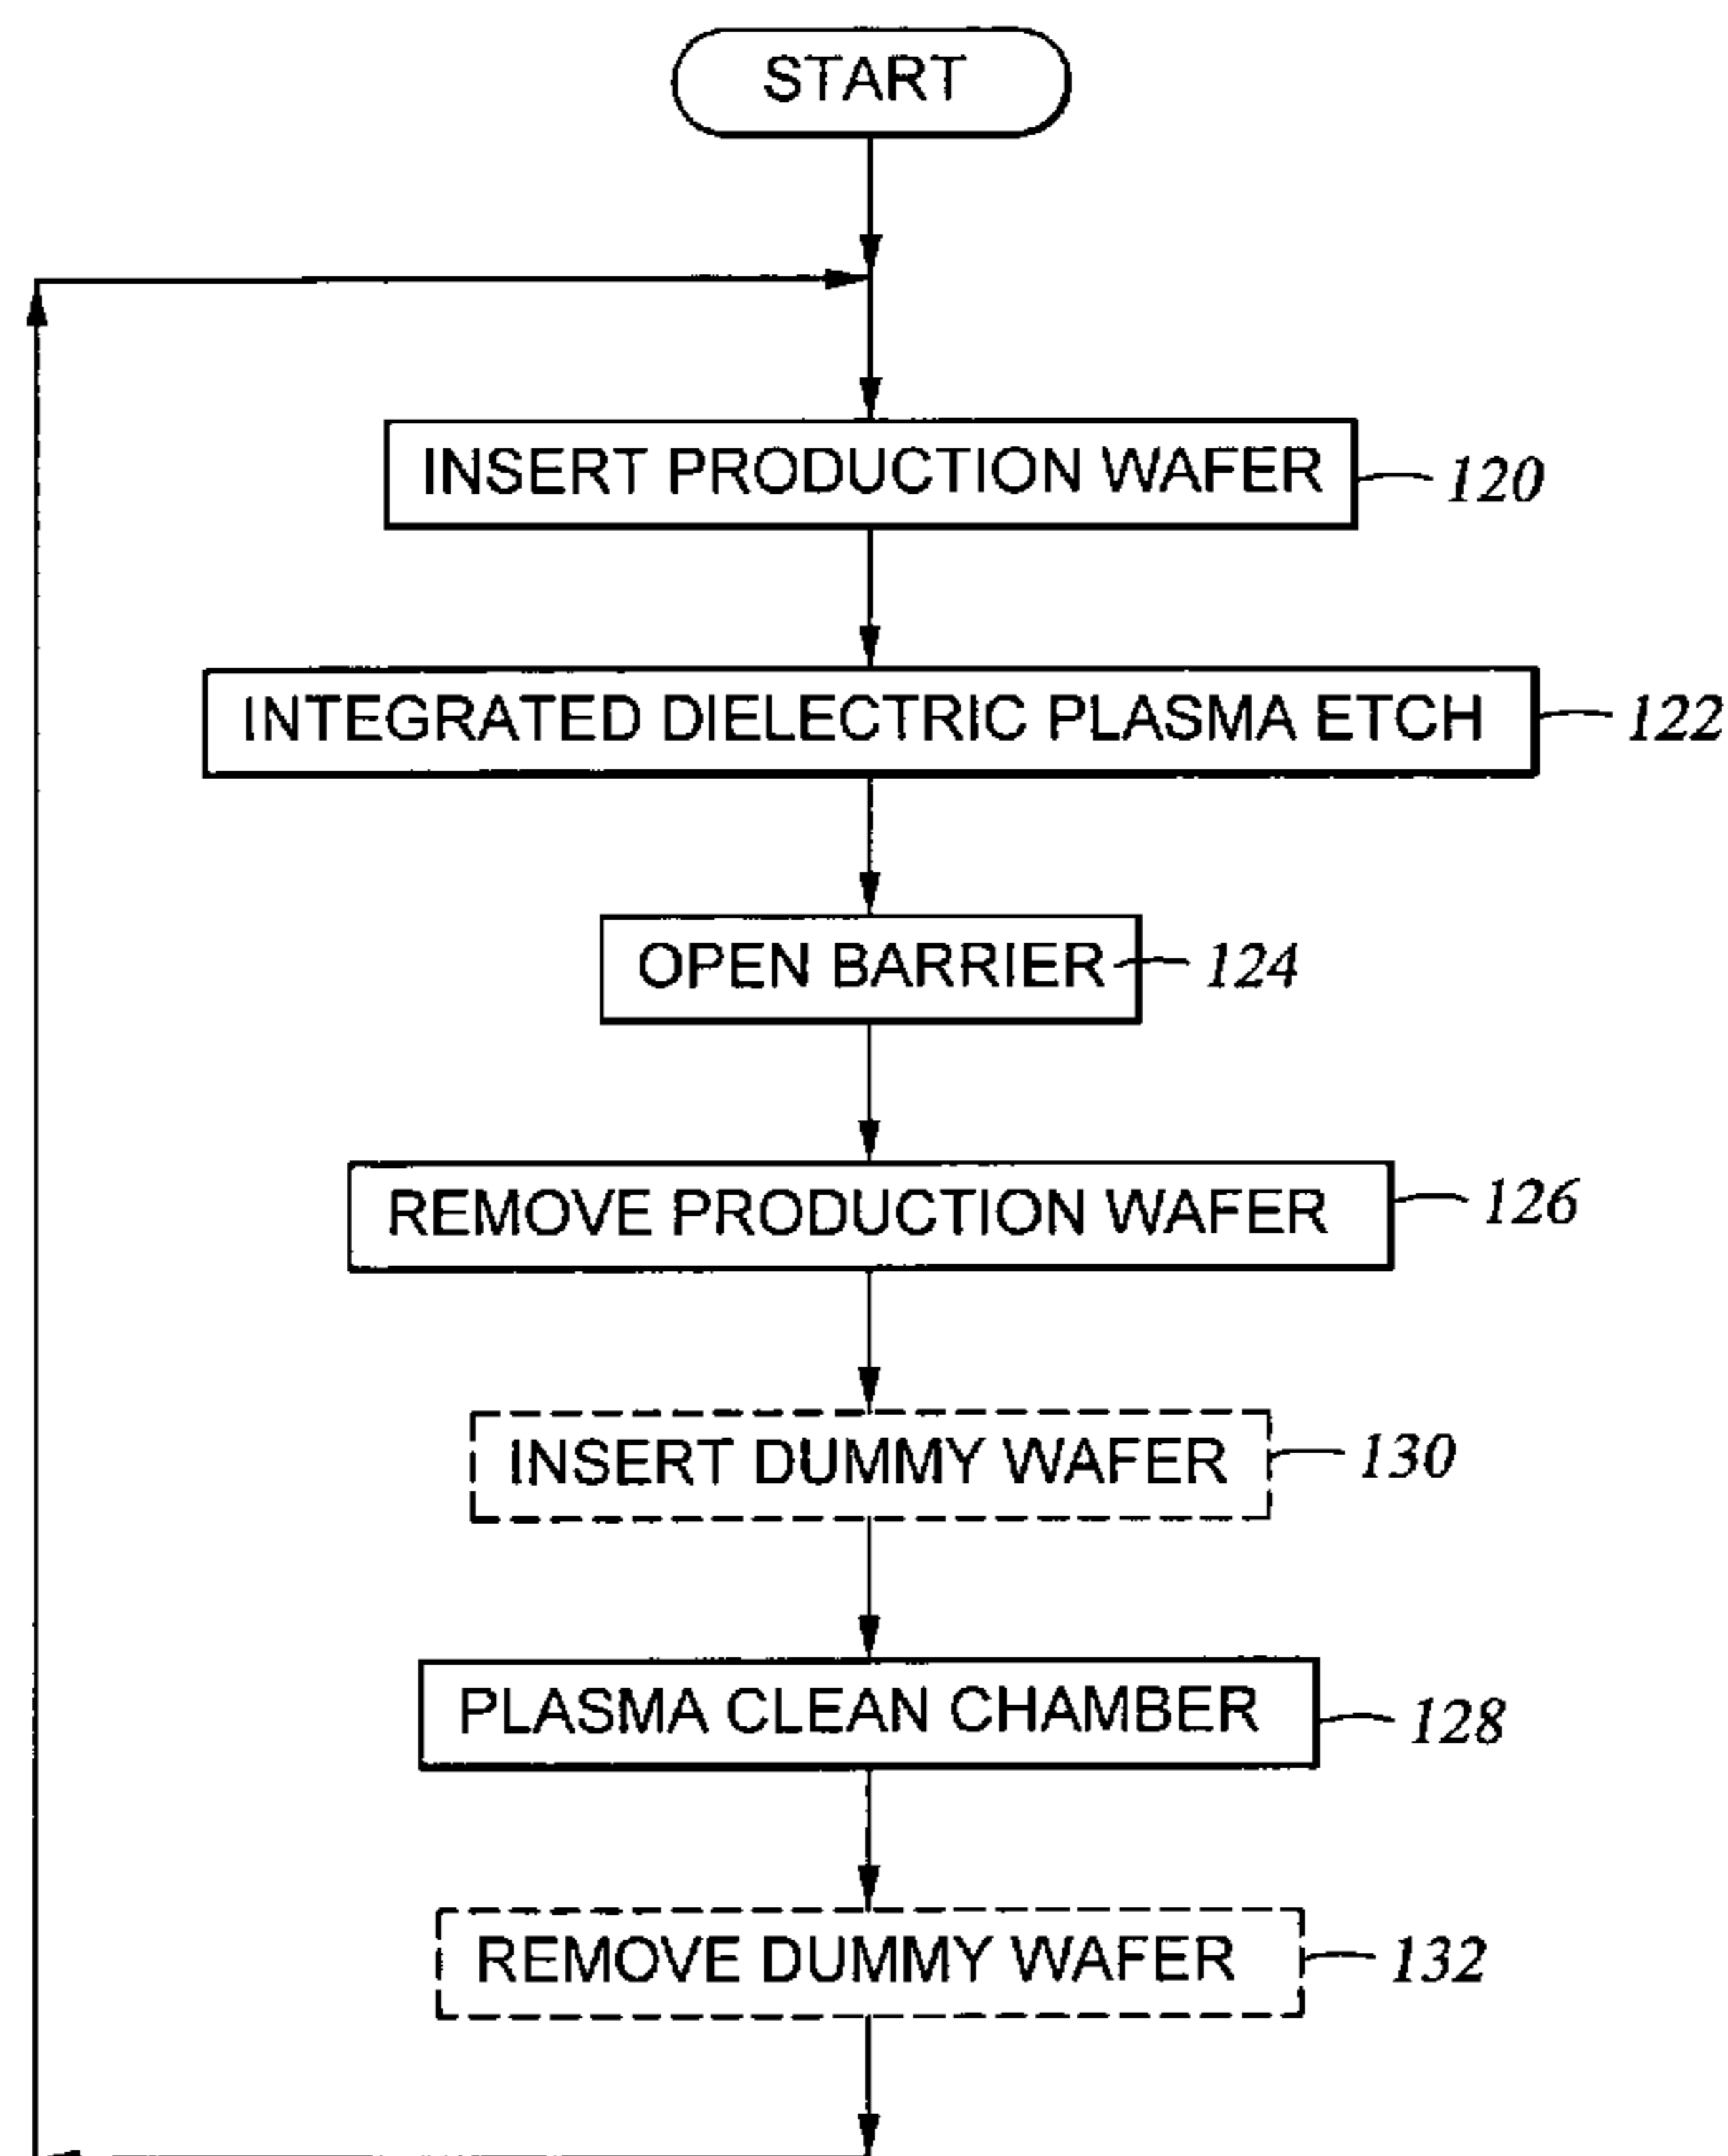 START
INSERT PRODUCTION WAFER 120
INTEGRATED DIELECTRIC PLASMA ETCH 122
OPEN BARRIER 124
REMOVE PRODUCTION WAFER 126
INSERT DUMMY WAFER 130
PLASMA CLEAN CHAMBER 128
REMOVE DUMMY WAFER 132